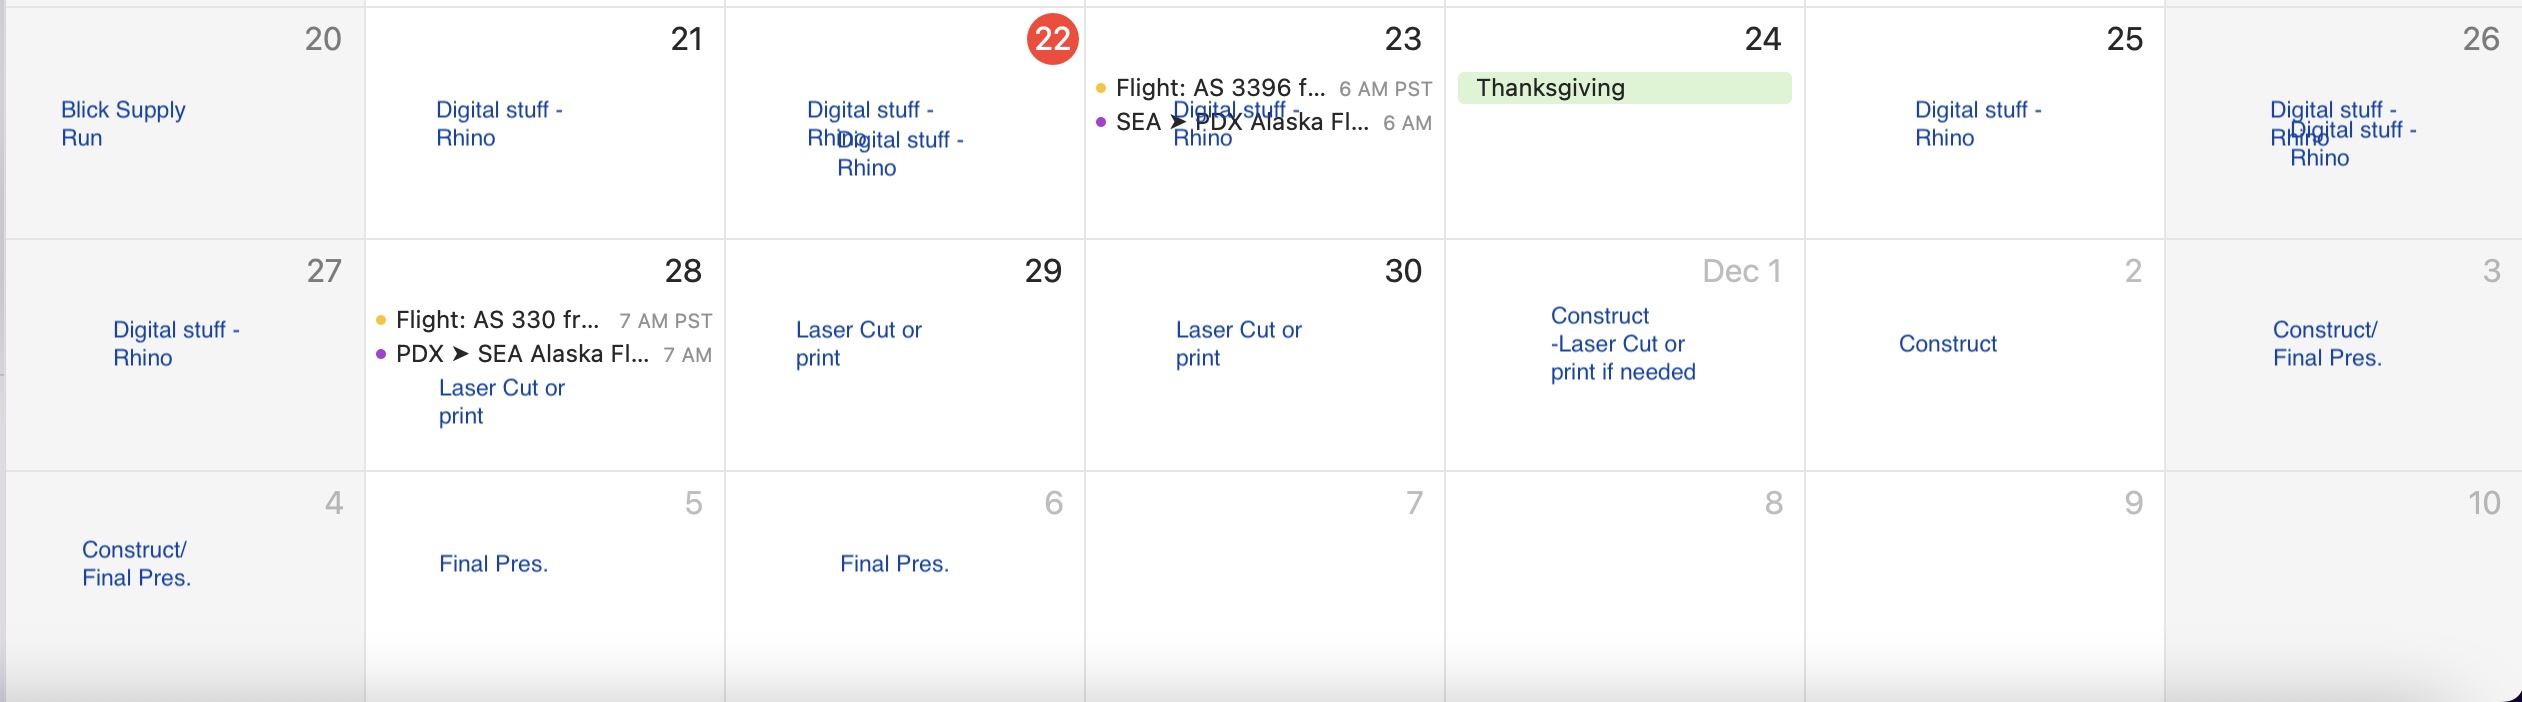 20
21
22
23
24
25
26
Blick Supply
Run
Digital stuff -
Rhino
Digital stuff -
Rhino
Digital stuff -
Rhino
Flight: AS 3396 f... 6 AM PST
SEA ➤ PDX Alaska Fl... 6 AM
Digital stuff -
Rhino
Thanksgiving
Digital stuff -
Rhino
Digital stuff -
Rhino
Digital stuff -
Rhino
27
28
29
30
Dec 1
2
3
Digital stuff -
Rhino
Flight: AS 330 fr... 7 AM PST
PDX ➤ SEA Alaska Fl... 7 AM
Laser Cut or
print
Laser Cut or
print
Laser Cut or
print
Construct
-Laser Cut or
print if needed
Construct
Construct/
Final Pres.
4
5
6
7
8
9
10
Construct/
Final Pres.
Final Pres.
Final Pres.